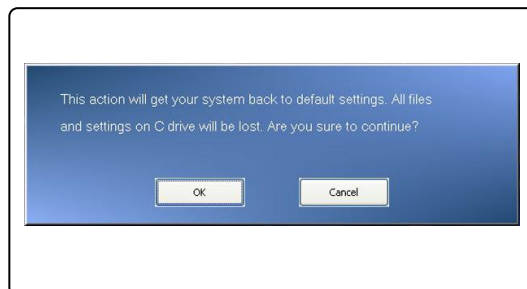 This action will get your system back to default settings. All files
and settings on C drive will be lost. Are you sure to continue?
OK
Cancel